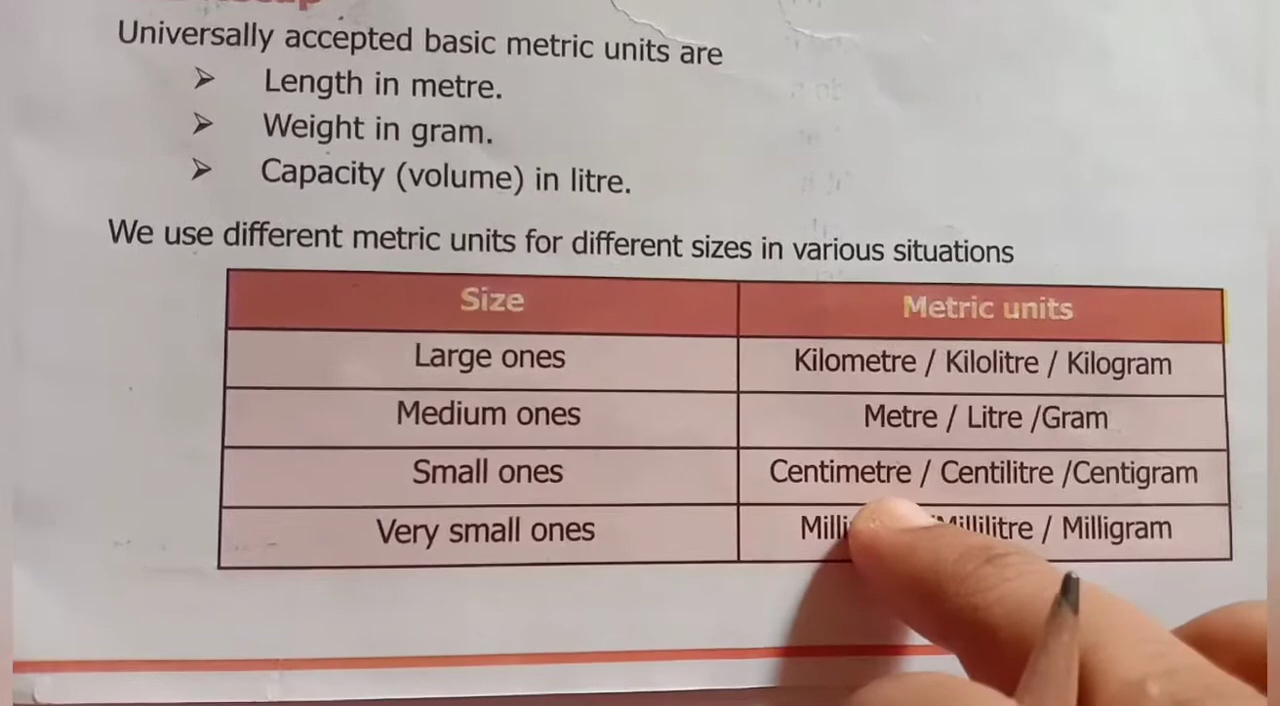 Universally accepted basic metric units are
➢ Length in metre.
➢ Weight in gram.
➢ Capacity (volume) in litre.
We use different metric units for different sizes in various situations
Size Metric units
Large ones Kilometre / Kilolitre / Kilogram
Medium ones Metre / Litre /Gram
Small ones Centimetre / Centilitre /Centigram
Very small ones /Millilitre / Milligram